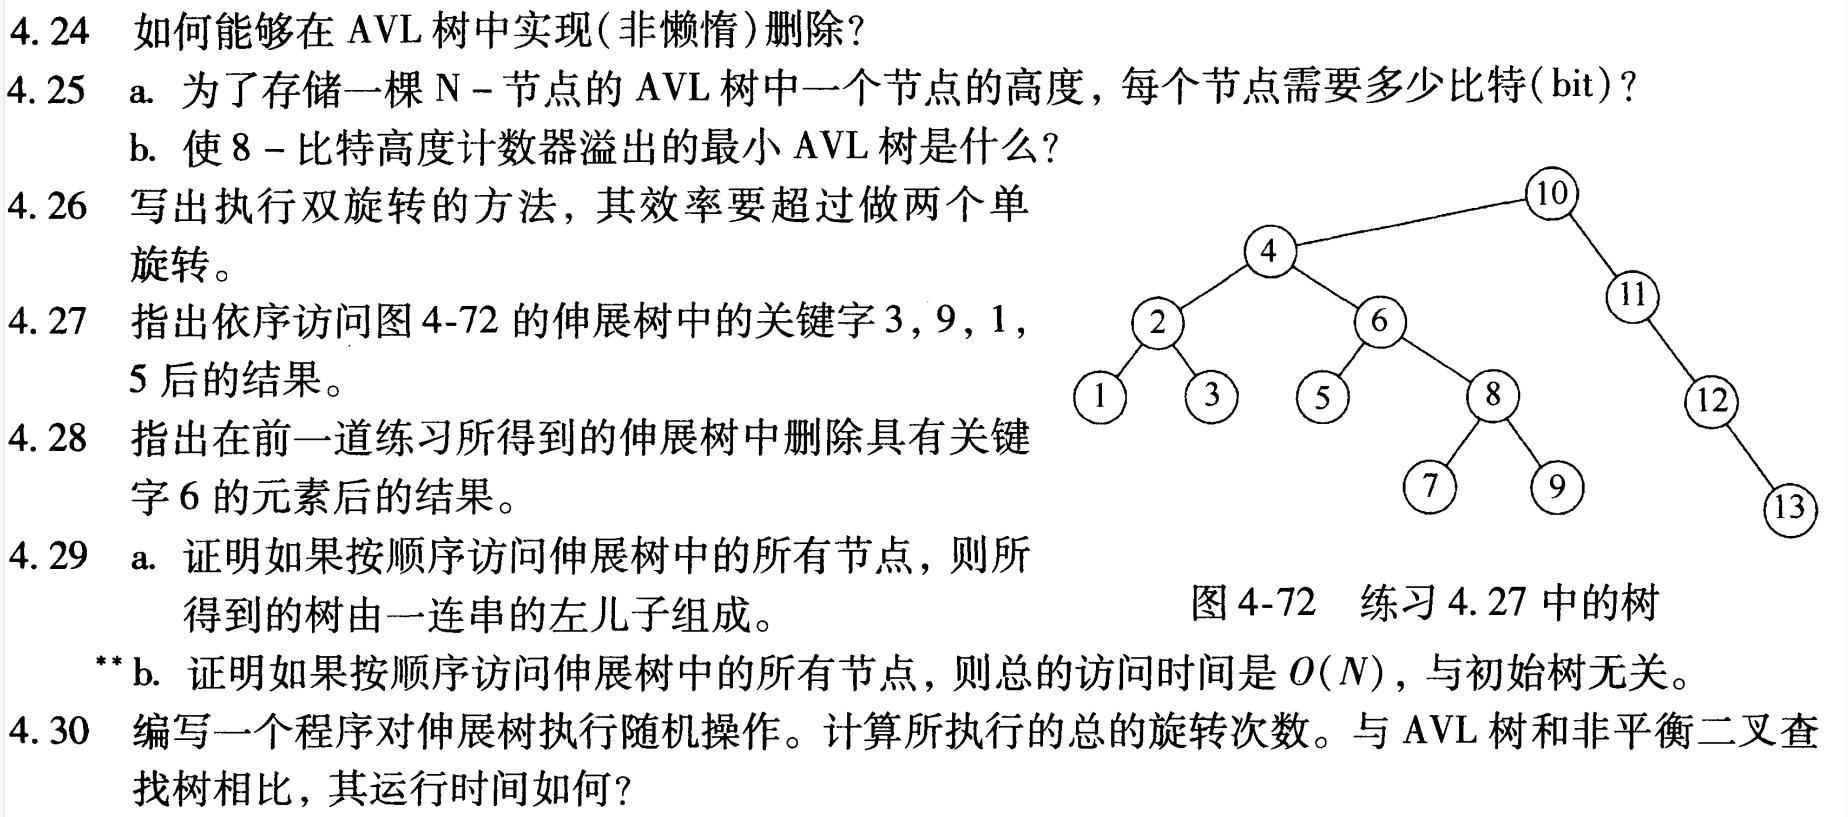 4.24 如何能够在 AVL 树中实现(非懒惰)删除?
4.25 a. 为了存储一棵 N－节点的 AVL 树中一个节点的高度，每个节点需要多少比特(bit)?
b. 使 8－比特高度计数器溢出的最小 AVL 树是什么?
4.26 写出执行双旋转的方法，其效率要超过做两个单
旋转。
4.27 指出依序访问图 4-72 的伸展树中的关键字 3，9，1，
5 后的结果。
4.28 指出在前一道练习所得到的伸展树中删除具有关键
字 6 的元素后的结果。
4.29 a. 证明如果按顺序访问伸展树中的所有节点，则所
得到的树由一连串的左儿子组成。
10
4
11
2
6
1
3
5
8
12
7
9
13
图 4-72 练习 4.27 中的树
**b. 证明如果按顺序访问伸展树中的所有节点，则总的访问时间是 O(N)，与初始树无关。
4.30 编写一个程序对伸展树执行随机操作。计算所执行的总的旋转次数。与 AVL 树和非平衡二叉查
找树相比，其运行时间如何?